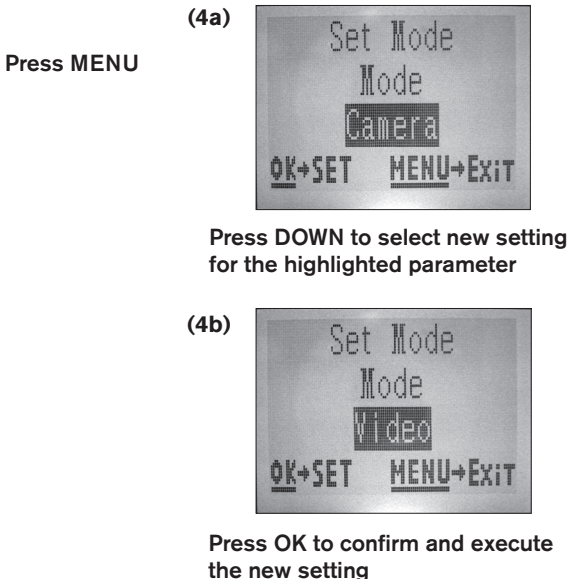 (4a)
Press MENU
Set Mode
Mode
Camera
OK→SET MENU→EXiT
Press DOWN to select new setting
for the highlighted parameter
(4b)
Set Mode
Mode
Video
OK→SET MENU→EXiT
Press OK to confirm and execute
the new setting